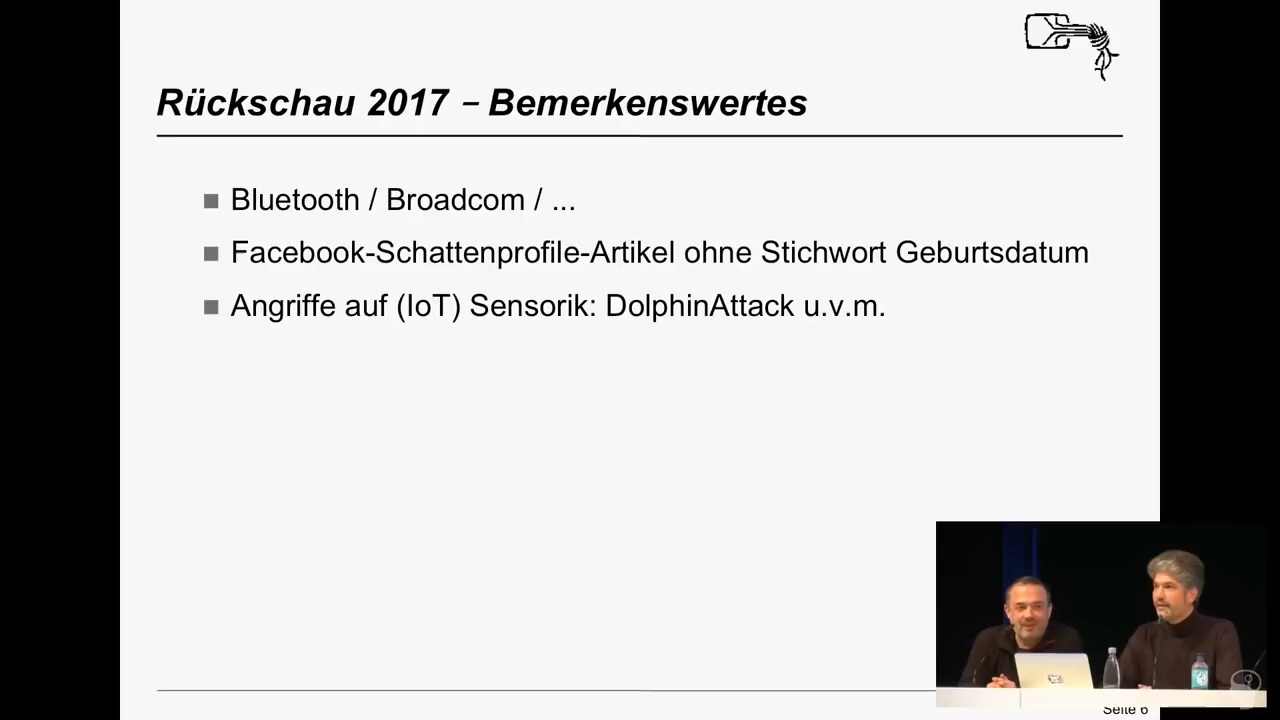 Rückschau 2017 – Bemerkenswertes
Bluetooth / Broadcom / ...
Facebook-Schattenprofile-Artikel ohne Stichwort Geburtsdatum
Angriffe auf (IoT) Sensorik: DolphinAttack u.v.m.
Seite 6